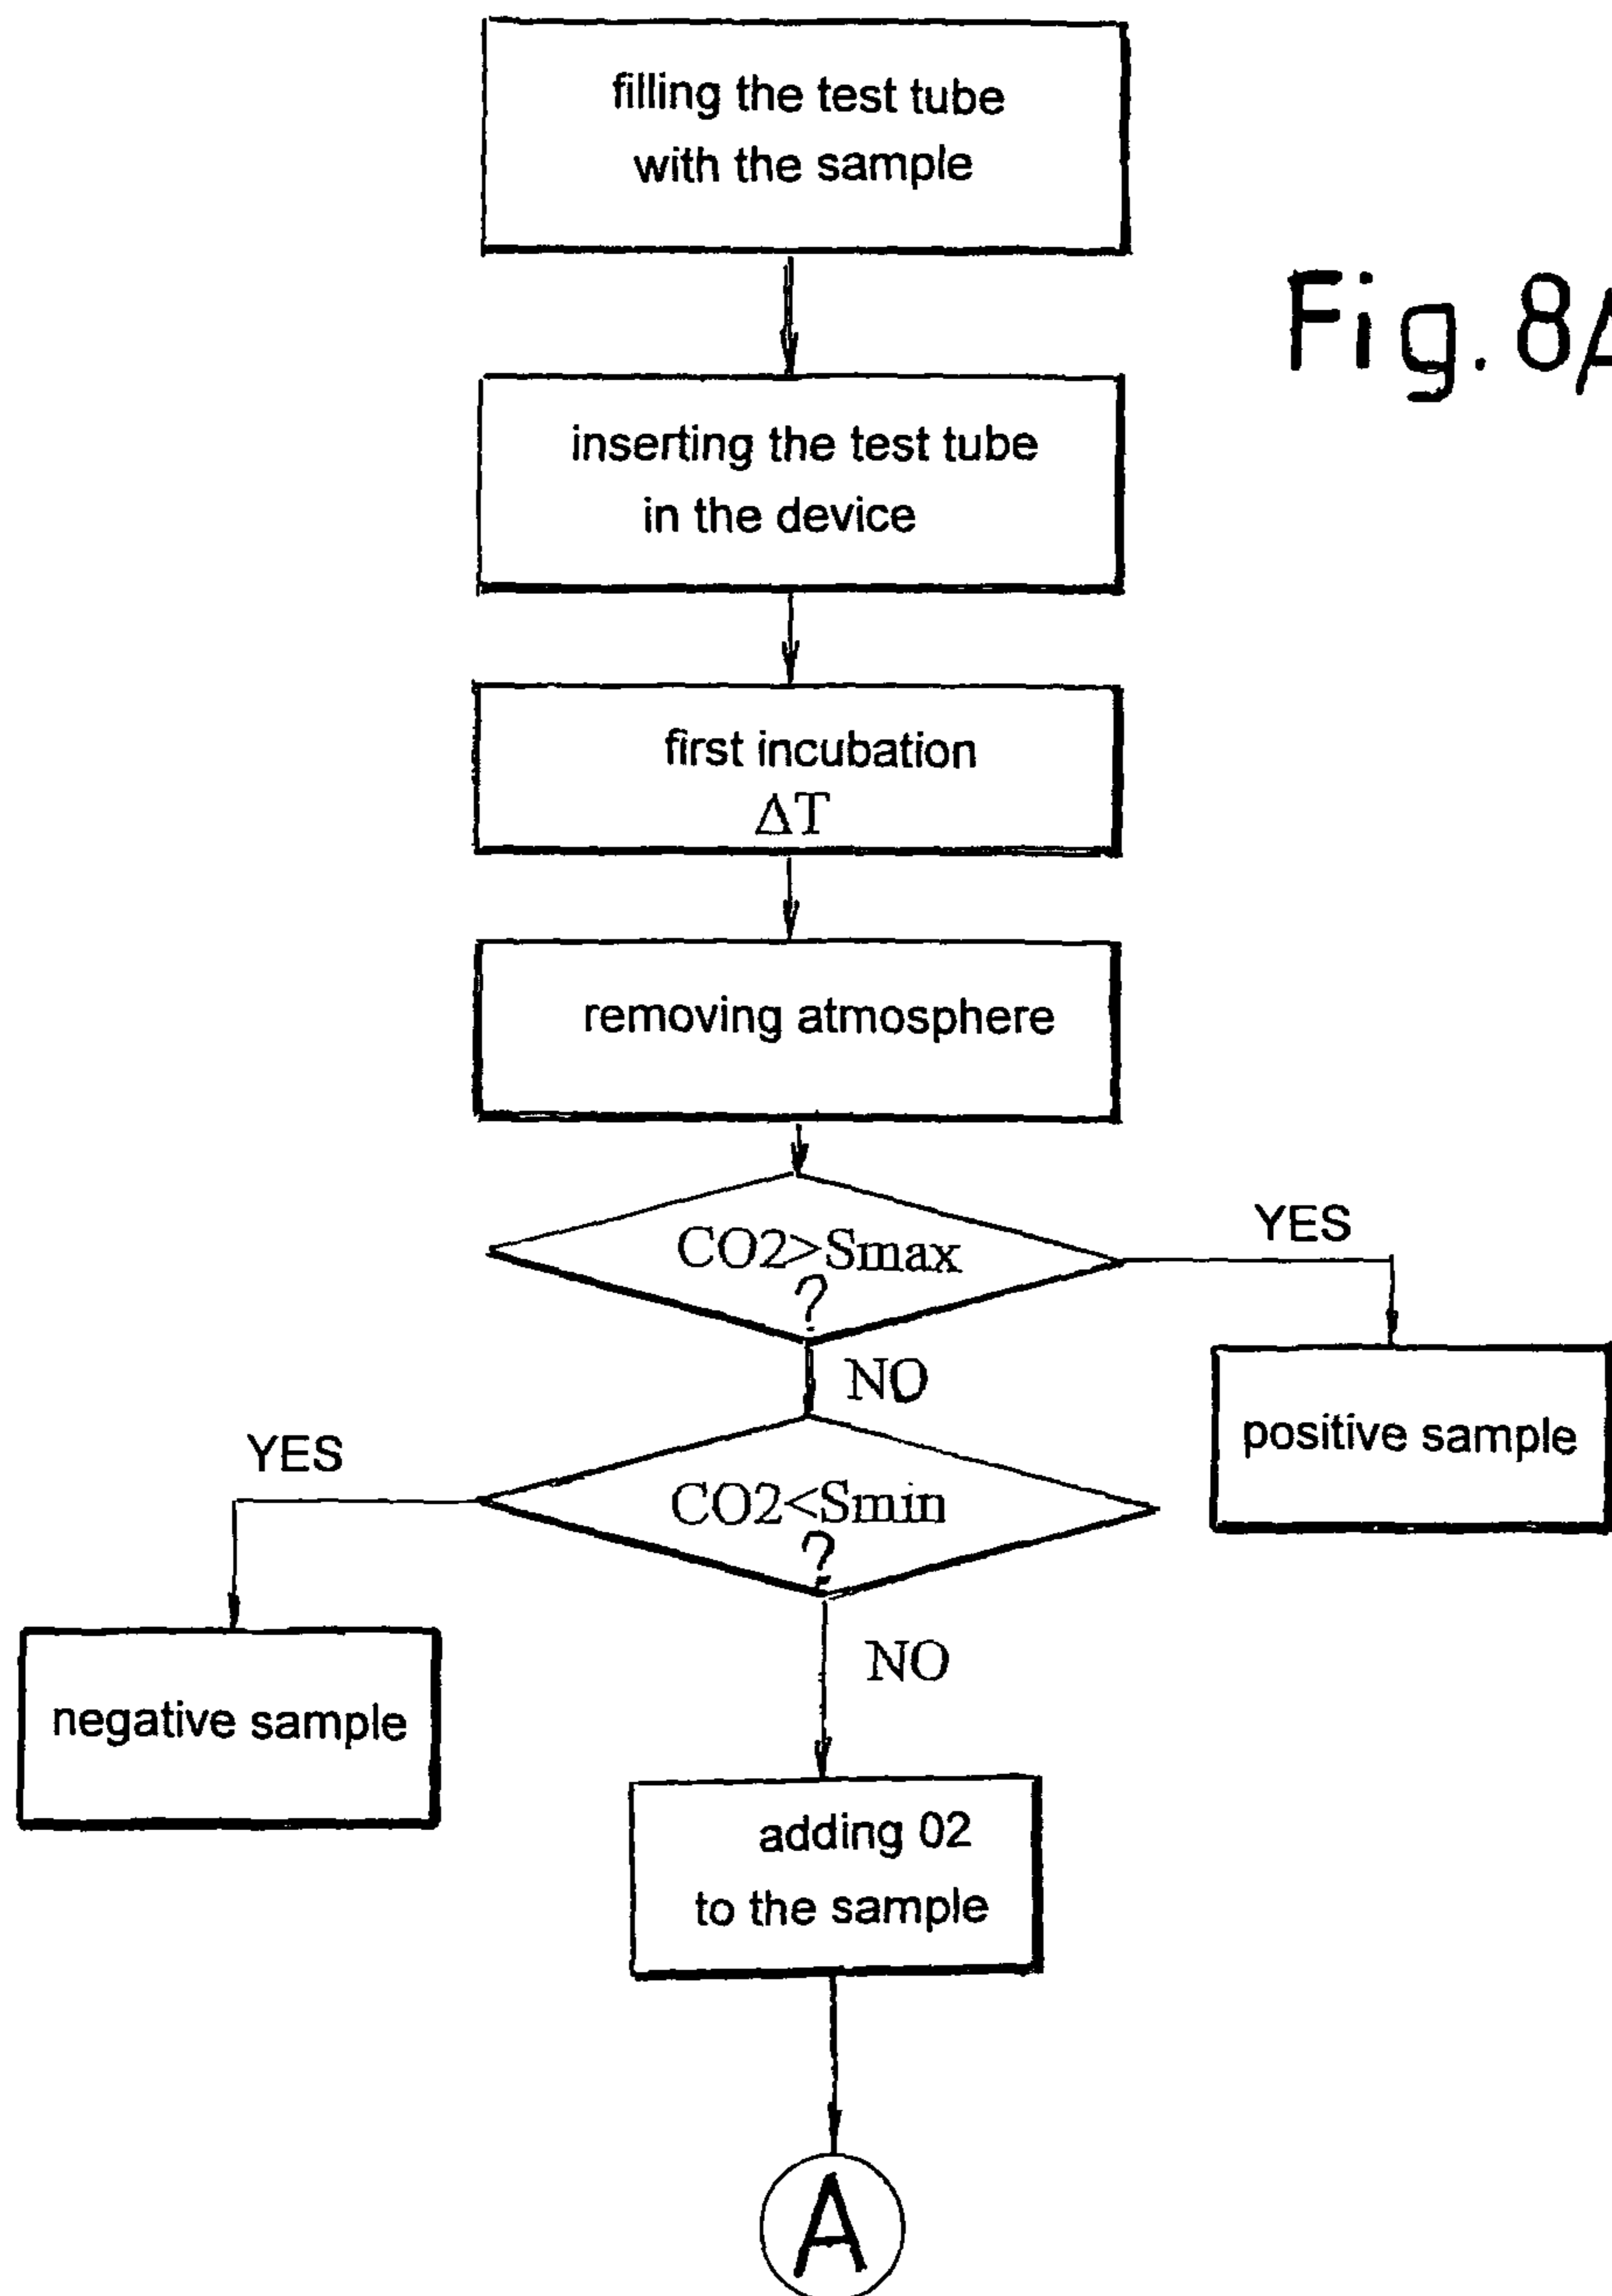 filling the test tube
with the sample
Fig. 8A
inserting the test tube
in the device
first incubation
ΔT
removing atmosphere
CO2>Smax
?
YES
NO
positive sample
YES
CO2<Smin
?
NO
negative sample
adding 02
to the sample
A